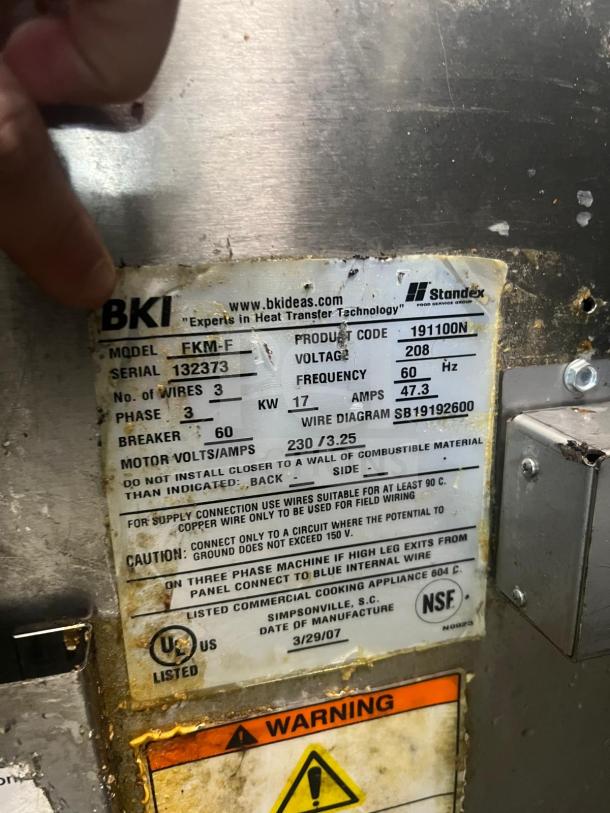 BKI
www.bkideas.com
"Experts in Heat Transfer Technology"
Standex
FOOD SERVICE GROUP
MODEL FKM-F PRODUCT CODE 191100N
SERIAL 132373 VOLTAGE 208
No. of WIRES 3 FREQUENCY 60 Hz
PHASE 3 KW 17 AMPS 47.3
BREAKER 60 WIRE DIAGRAM SB19192600
MOTOR VOLTS/AMPS 230 /3.25
DO NOT INSTALL CLOSER TO A WALL OF COMBUSTIBLE MATERIAL
THAN INDICATED: BACK - SIDE -
FOR SUPPLY CONNECTION USE WIRES SUITABLE FOR AT LEAST 90 C.
COPPER WIRE ONLY TO BE USED FOR FIELD WIRING
CAUTION: CONNECT ONLY TO A CIRCUIT WHERE THE POTENTIAL TO
GROUND DOES NOT EXCEED 150 V.
ON THREE PHASE MACHINE IF HIGH LEG EXITS FROM
PANEL CONNECT TO BLUE INTERNAL WIRE
LISTED COMMERCIAL COOKING APPLIANCE 604 C.
SIMPSONVILLE, S.C.
DATE OF MANUFACTURE
3/29/07
UL US
LISTED
NSF.
N0923
WARNING